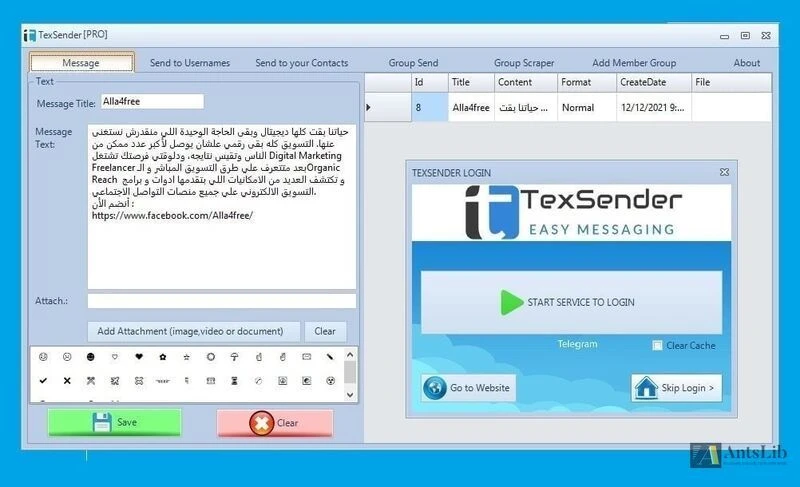 TexSender [PRO]
Message
Send to Usernames
Send to your Contacts
Group Send
Group Scraper
Add Member Group
About
Text
Message Title:
Alla4free
Message Text:
حياتنا بقت كلها ديجيتال وبقى الحاجة الوحيدة اللي منقدرش نستغنى
عنها. التسويق كله بقى رقمي علشان يوصل لأكبر عدد ممكن من
الناس وتقيس نتايجه، ودلوقتي فرصتك تشتغل Digital Marketing
Freelancer بعد متتعرف على طرق التسويق المباشر و الـ Organic
Reach و تكتشف العديد من الامكانيات اللي بتقدمها ادوات و برامج
التسويق الالكتروني علي جميع منصات التواصل الاجتماعي.
أنضم الأن :
https://www.facebook.com/Alla4free/
Attach.:
Add Attachment (image,video or document)
Clear
Save
Clear
Id
Title
Content
Format
CreateDate
File
8
Alla4free
حياتنا بقت ...
Normal
12/12/2021 9:...
TEXSENDER LOGIN
TexSender
EASY MESSAGING
START SERVICE TO LOGIN
Telegram
Clear Cache
Go to Website
Skip Login >
AntsLib